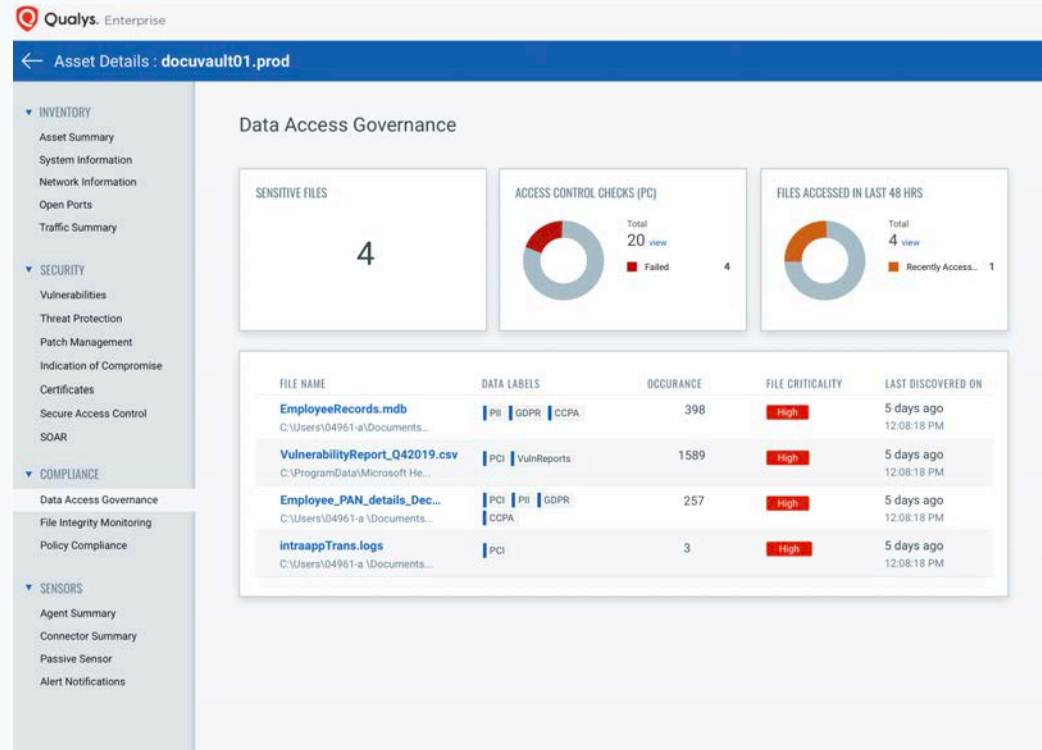 Qualys. Enterprise
← Asset Details : docuvault01.prod
INVENTORY
Asset Summary
System Information
Network Information
Open Ports
Traffic Summary
SECURITY
Vulnerabilities
Threat Protection
Patch Management
Indication of Compromise
Certificates
Secure Access Control
SOAR
COMPLIANCE
Data Access Governance
File Integrity Monitoring
Policy Compliance
SENSORS
Agent Summary
Connector Summary
Passive Sensor
Alert Notifications
Data Access Governance
SENSITIVE FILES
4
ACCESS CONTROL CHECKS (PC)
Total
20 view
Failed 4
FILES ACCESSED IN LAST 48 HRS
Total
4 view
Recently Access... 1
FILE NAME DATA LABELS OCCURANCE FILE CRITICALITY LAST DISCOVERED ON
EmployeeRecords.mdb PII GDPR CCPA 398 High 5 days ago
C:\Users\04961-a\Documents... 12:08:18 PM
VulnerabilityReport_Q42019.csv PCI VulnReports 1589 High 5 days ago
C:\ProgramData\Microsoft He... 12:08:18 PM
Employee_PAN_details_Dec... PCI PII GDPR 257 High 5 days ago
C:\Users\04961-a \Documents... CCPA 12:08:18 PM
intraappTrans.logs PCI 3 High 5 days ago
C:\Users\04961-a \Documents... 12:08:18 PM